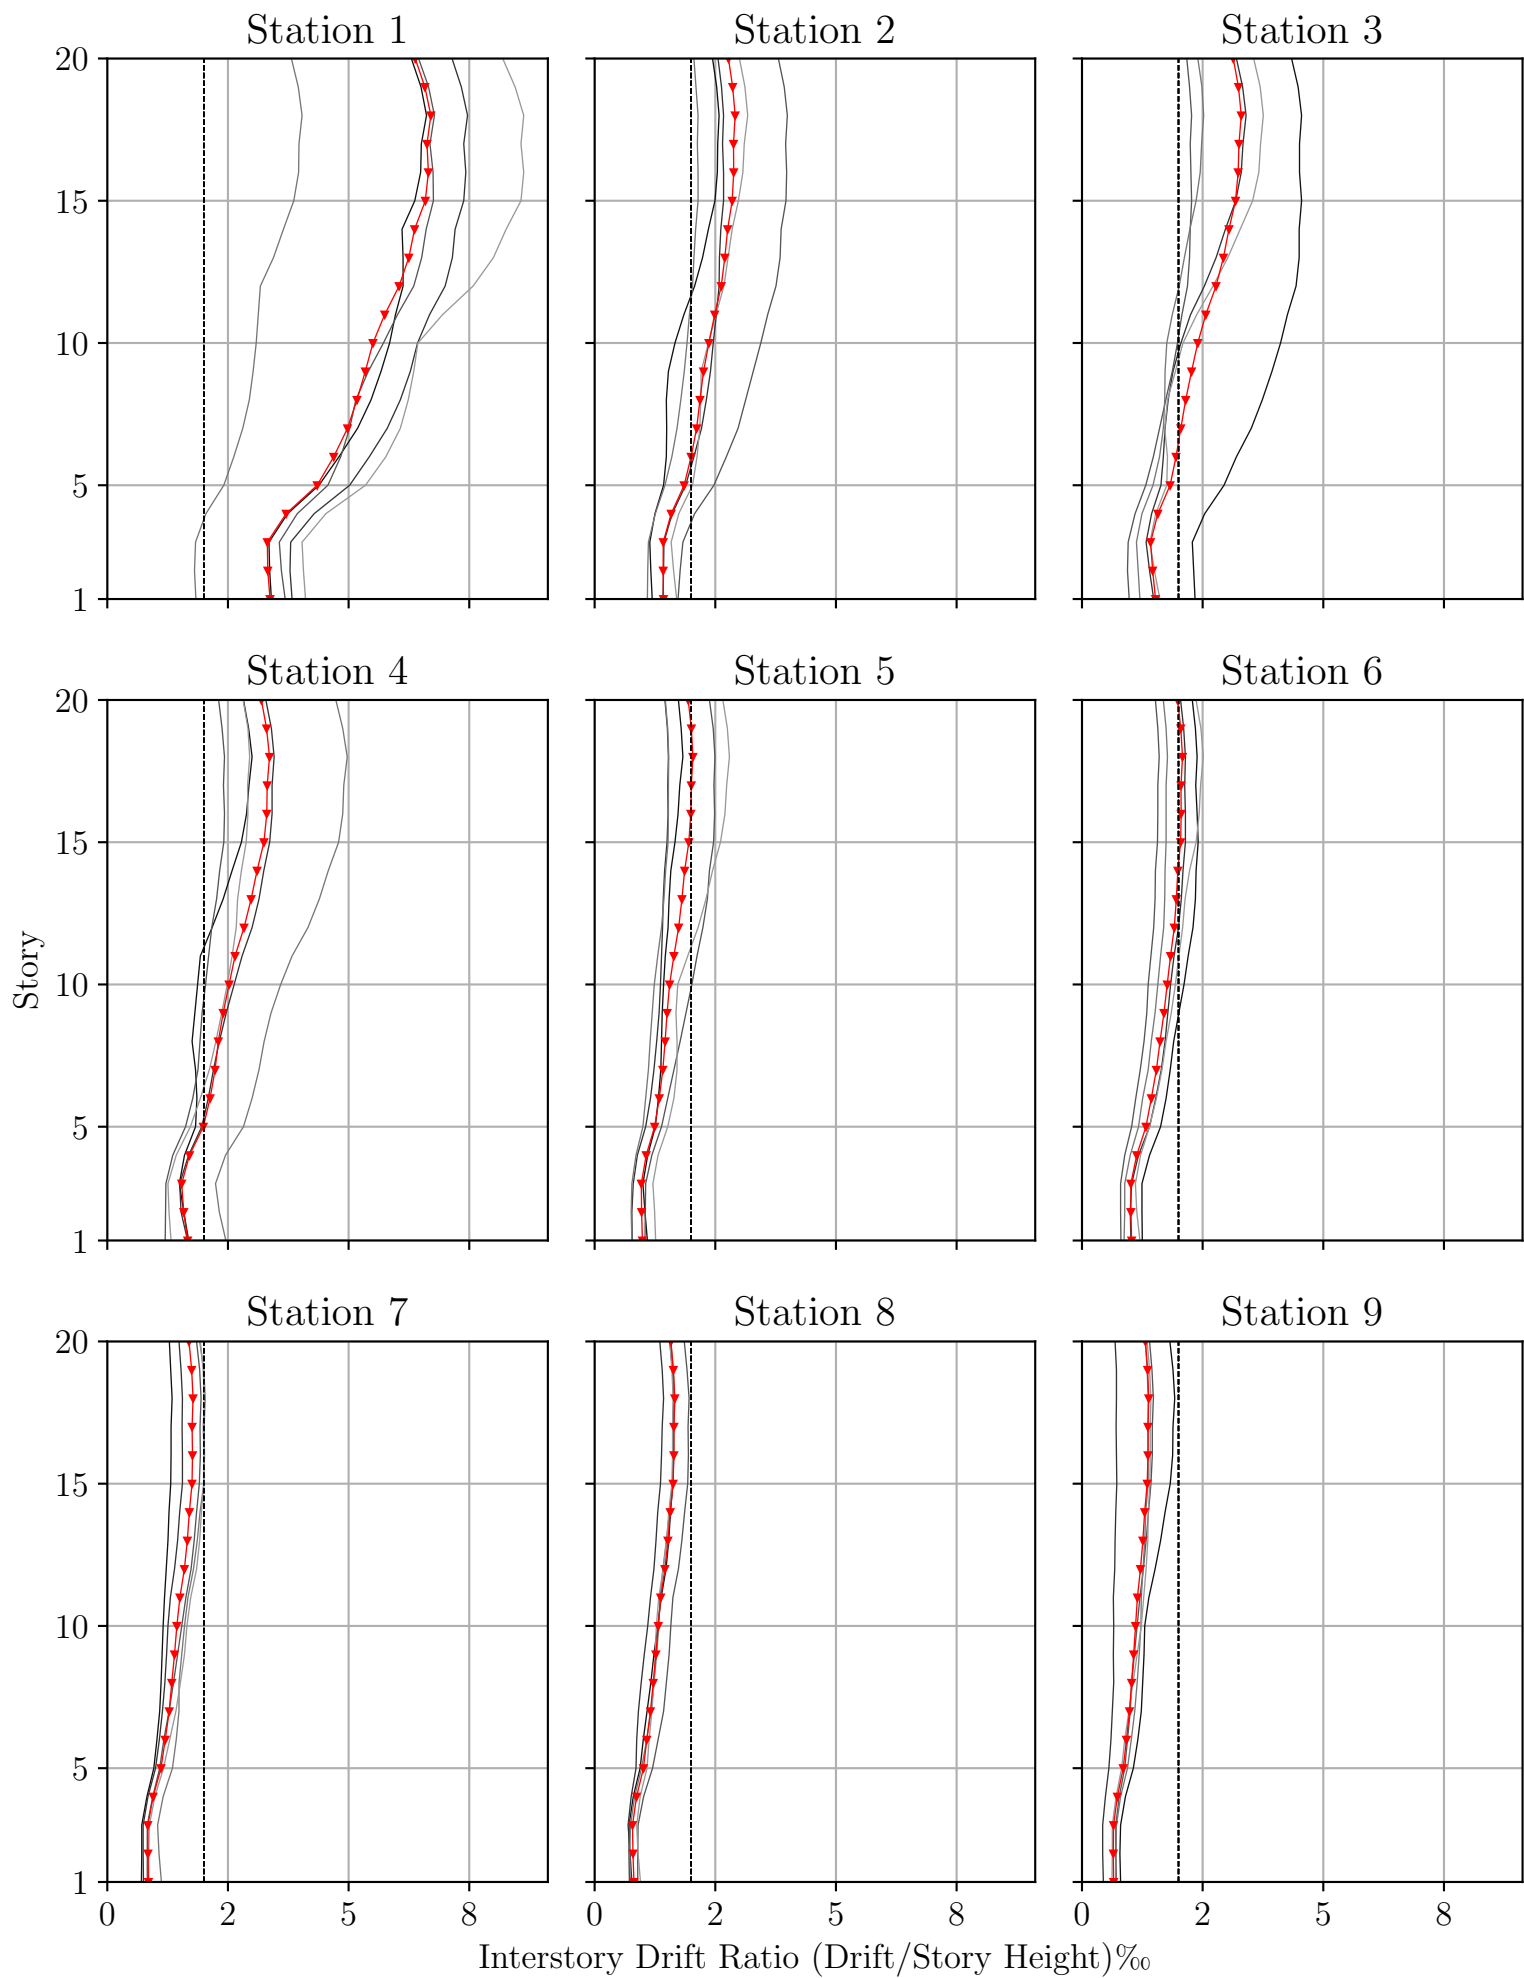 Station 1
Station 2
Station 3
20
15
10
5
1
Station 4
Station 5
Station 6
20
15
10
5
1
Story
Station 7
Station 8
Station 9
20
15
10
5
1
0 2 5 8
0 2 5 8
0 2 5 8
Interstory Drift Ratio (Drift/Story Height)‰